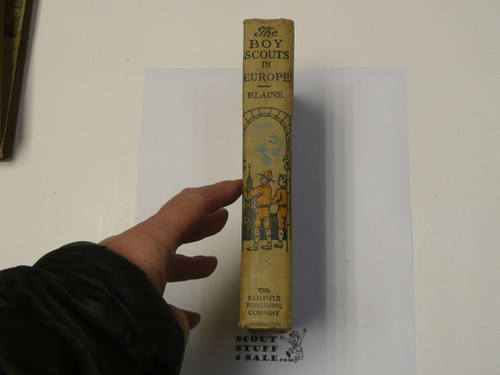 The
BOY
SCOUTS
IN
EUROPE
BLAINE
THE
SAALFIELD
PUBLISHING
COMPANY
SCOUT
STUFF
4 SALE.com